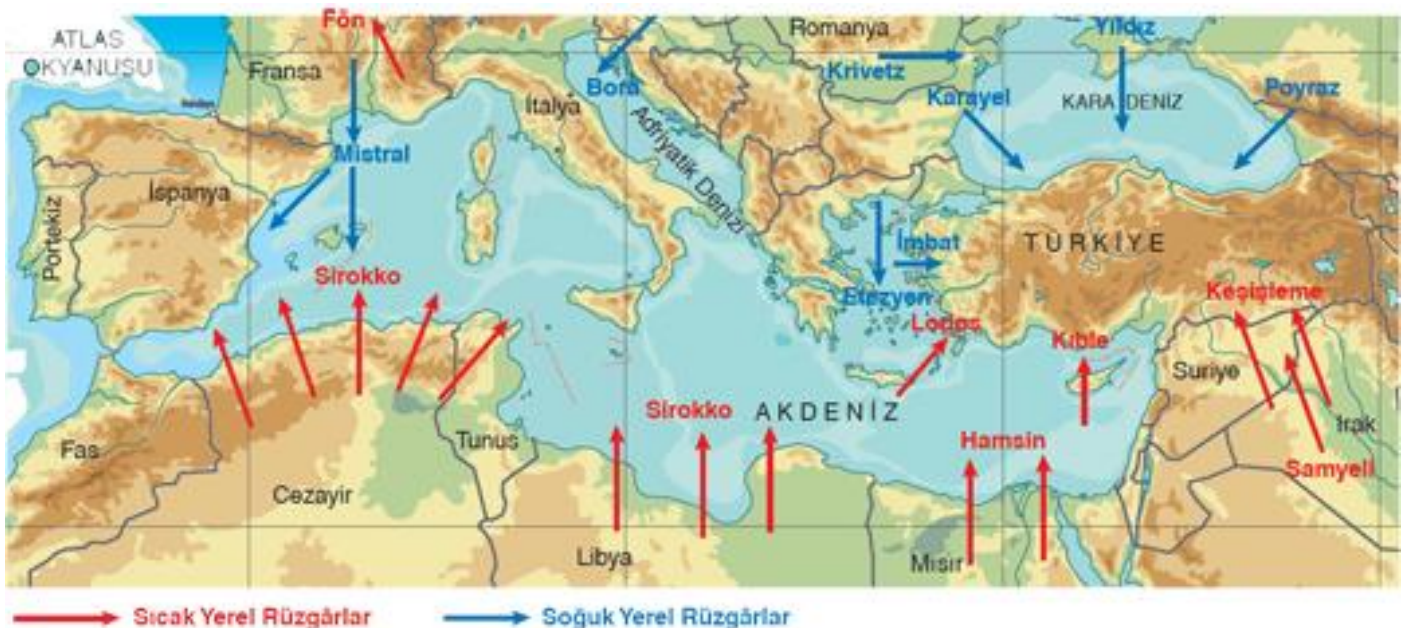 Fön
Romanya
Yıldız
ATLAS
OKYANUSU
Fransa
Krivetz
Bora
Karayel
KARADENİZ
Poyraz
İtalya
Adriyatik Denizi
Mistral
İspanya
Portekiz
İmbat
TÜRKİYE
Sirokko
Etezyen
Keşişleme
Lodos
Kıble
Suriye
Sirokko
AKDENİZ
Irak
Fas
Tunus
Hamsin
Samyeli
Cezayir
Libya
Mısır
Sıcak Yerel Rüzgârlar
Soğuk Yerel Rüzgârlar